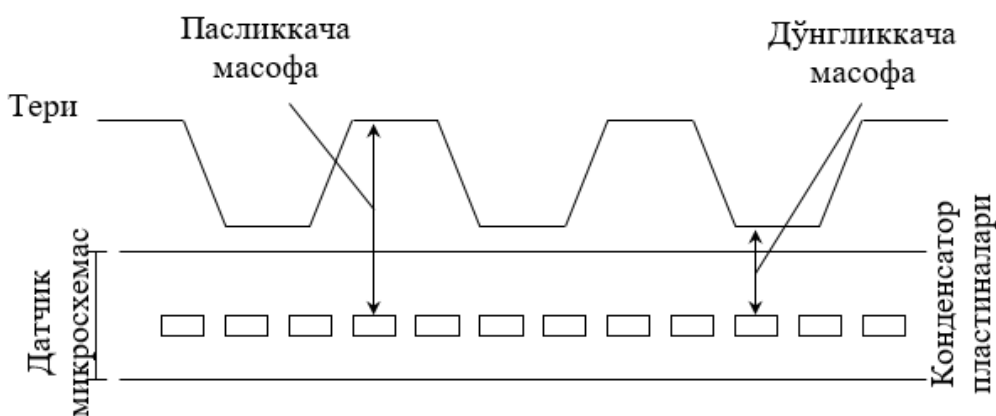 Пасликкача
масофа
Дўнгликкача
масофа
Тери
Датчик
микросхемас
Конденсатор
пластиналари